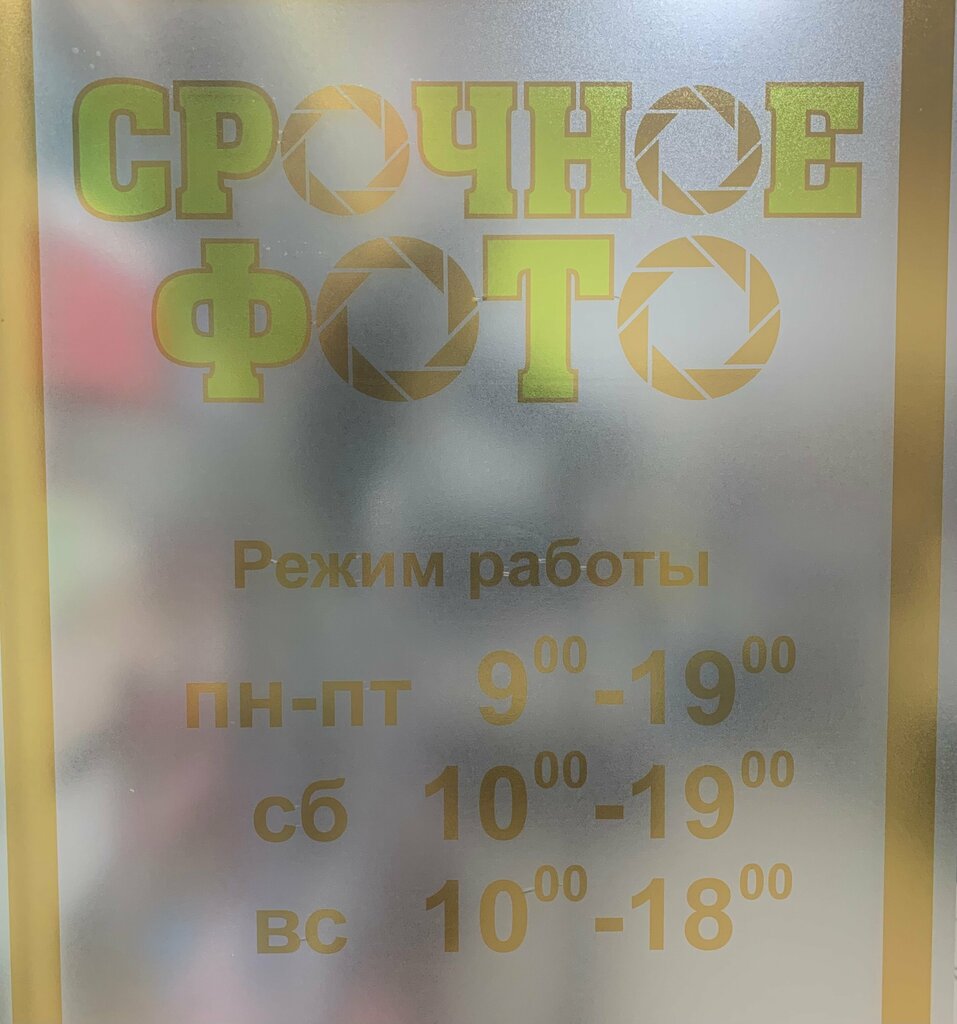 СРОЧНОЕ
ФОТО
Режим работы
пн-пт 9⁰⁰-19⁰⁰
сб 10⁰⁰-19⁰⁰
вс 10⁰⁰-18⁰⁰